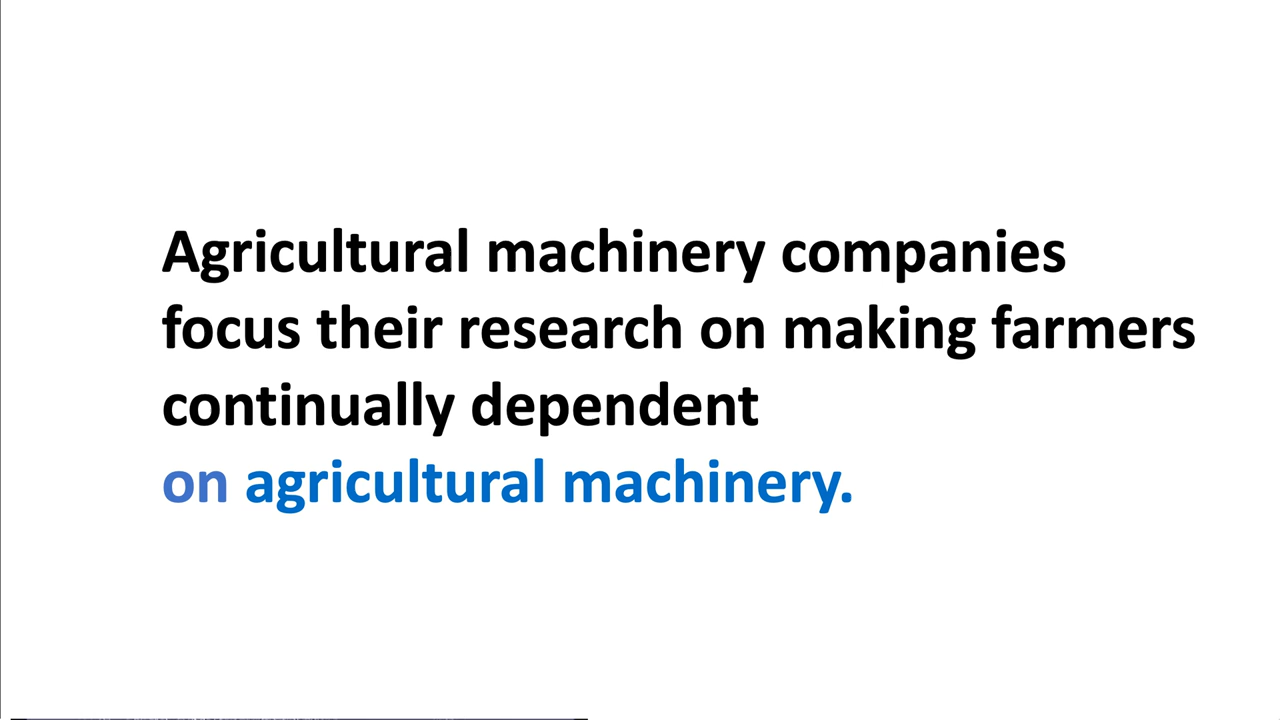 Agricultural machinery companies
focus their research on making farmers
continually dependent
on agricultural machinery.